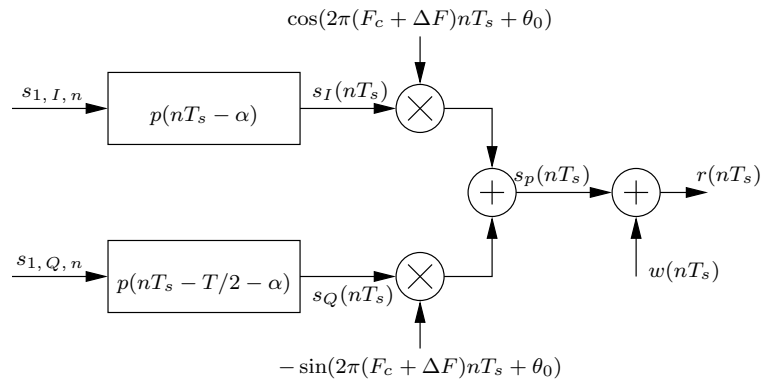 cos(2π(F_c + ΔF)nT_s + θ_0)
s_{1, I, n}
p(nT_s − α)
s_I(nT_s)
s_p(nT_s)
r(nT_s)
s_{1, Q, n}
p(nT_s − T/2 − α)
s_Q(nT_s)
w(nT_s)
− sin(2π(F_c + ΔF)nT_s + θ_0)